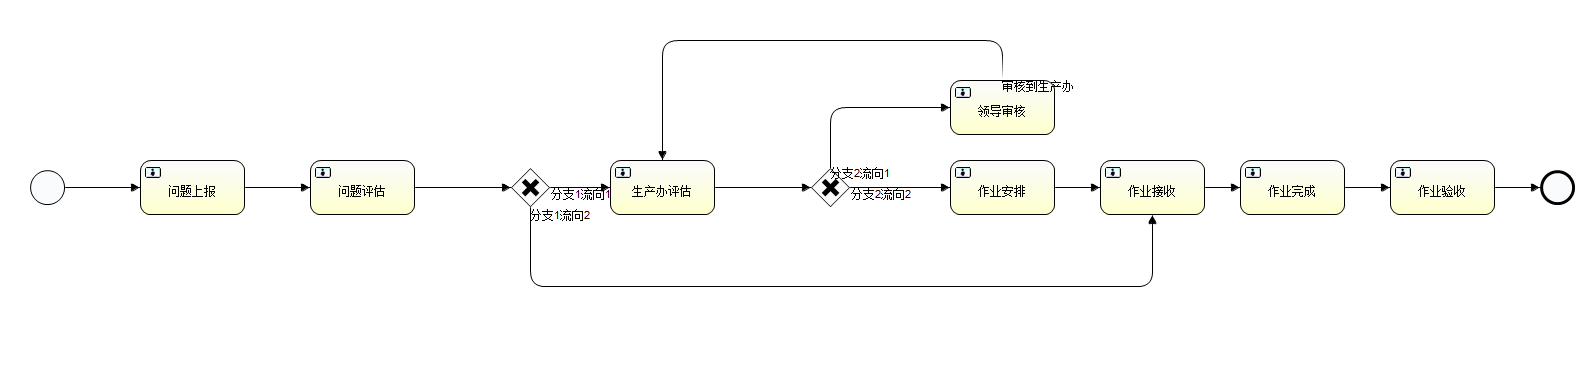 审核到生产办
领导审核
分支2流向1
问题上报
问题评估
分支1流向1
生产办评估
分支2流向2
作业安排
作业接收
作业完成
作业验收
分支1流向2